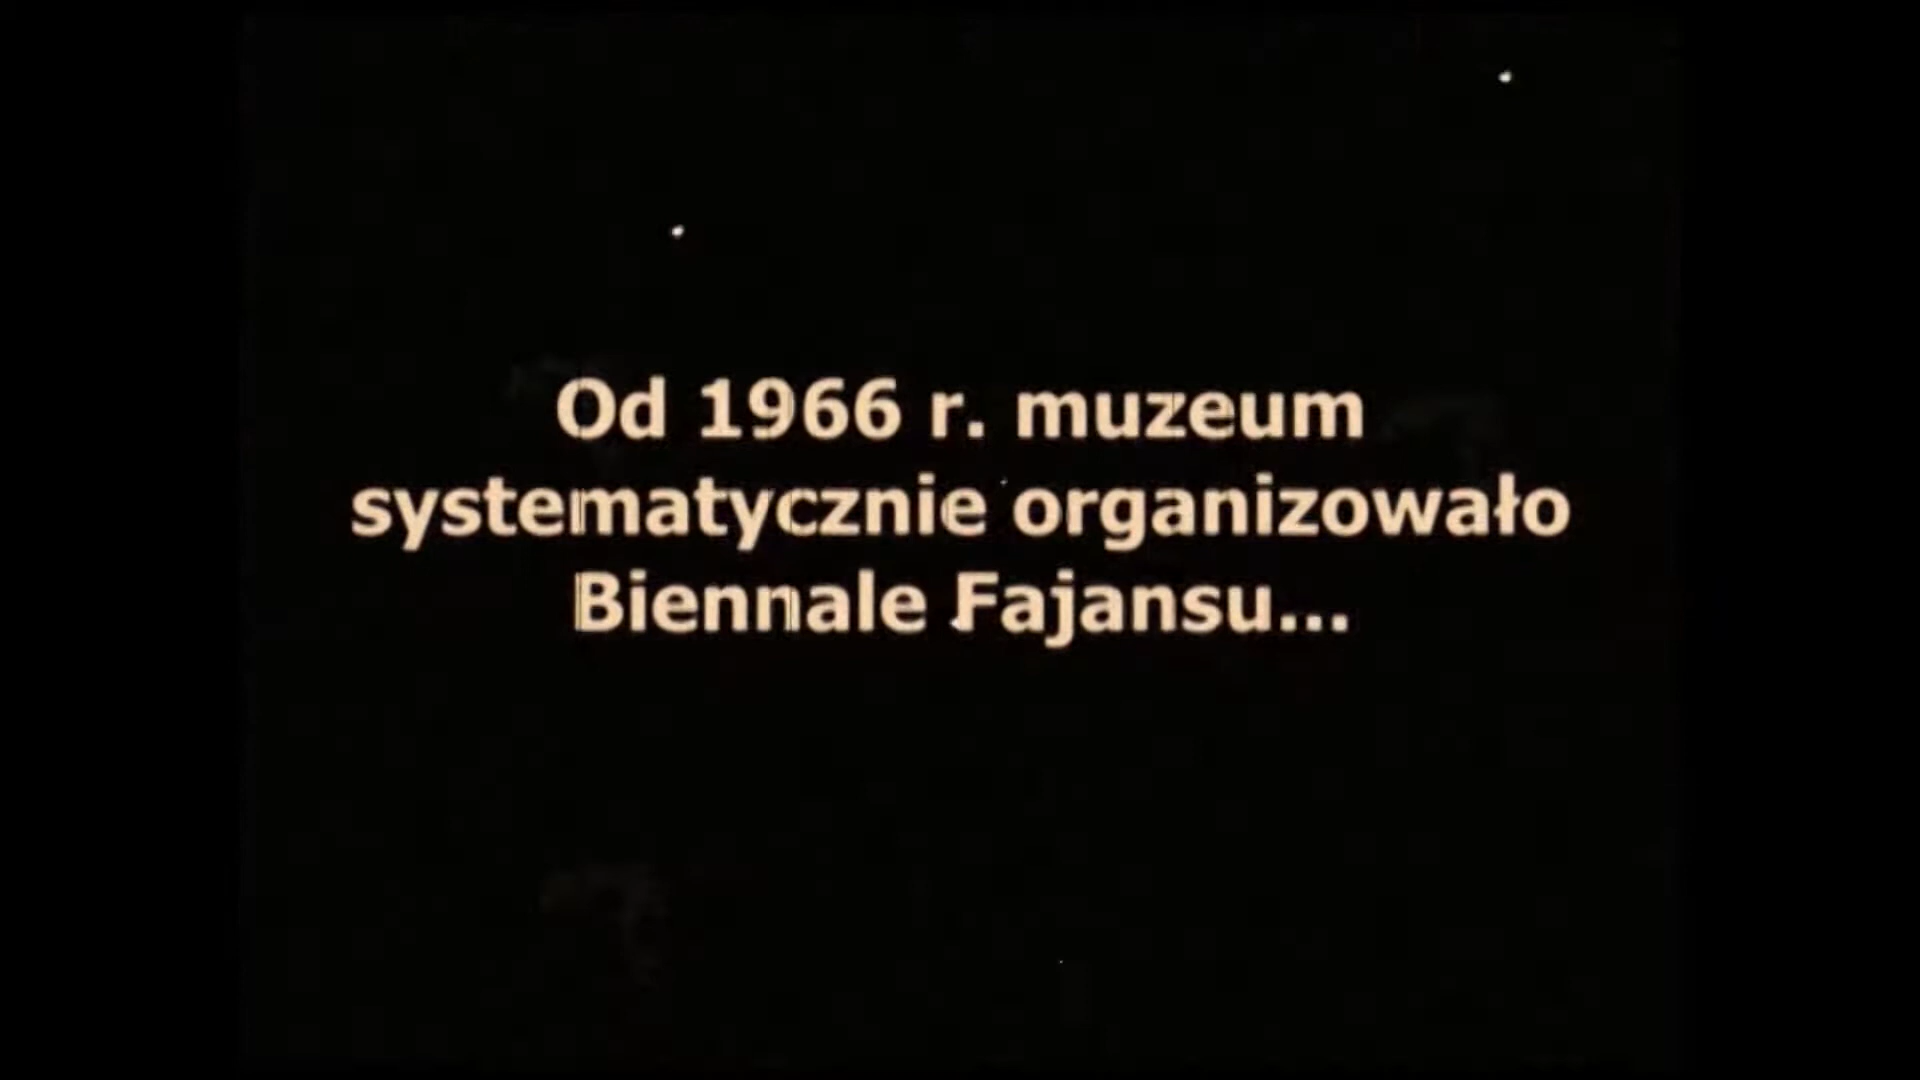 Od 1966 r. muzeum
systematycznie organizowało
Biennale Fajansu...